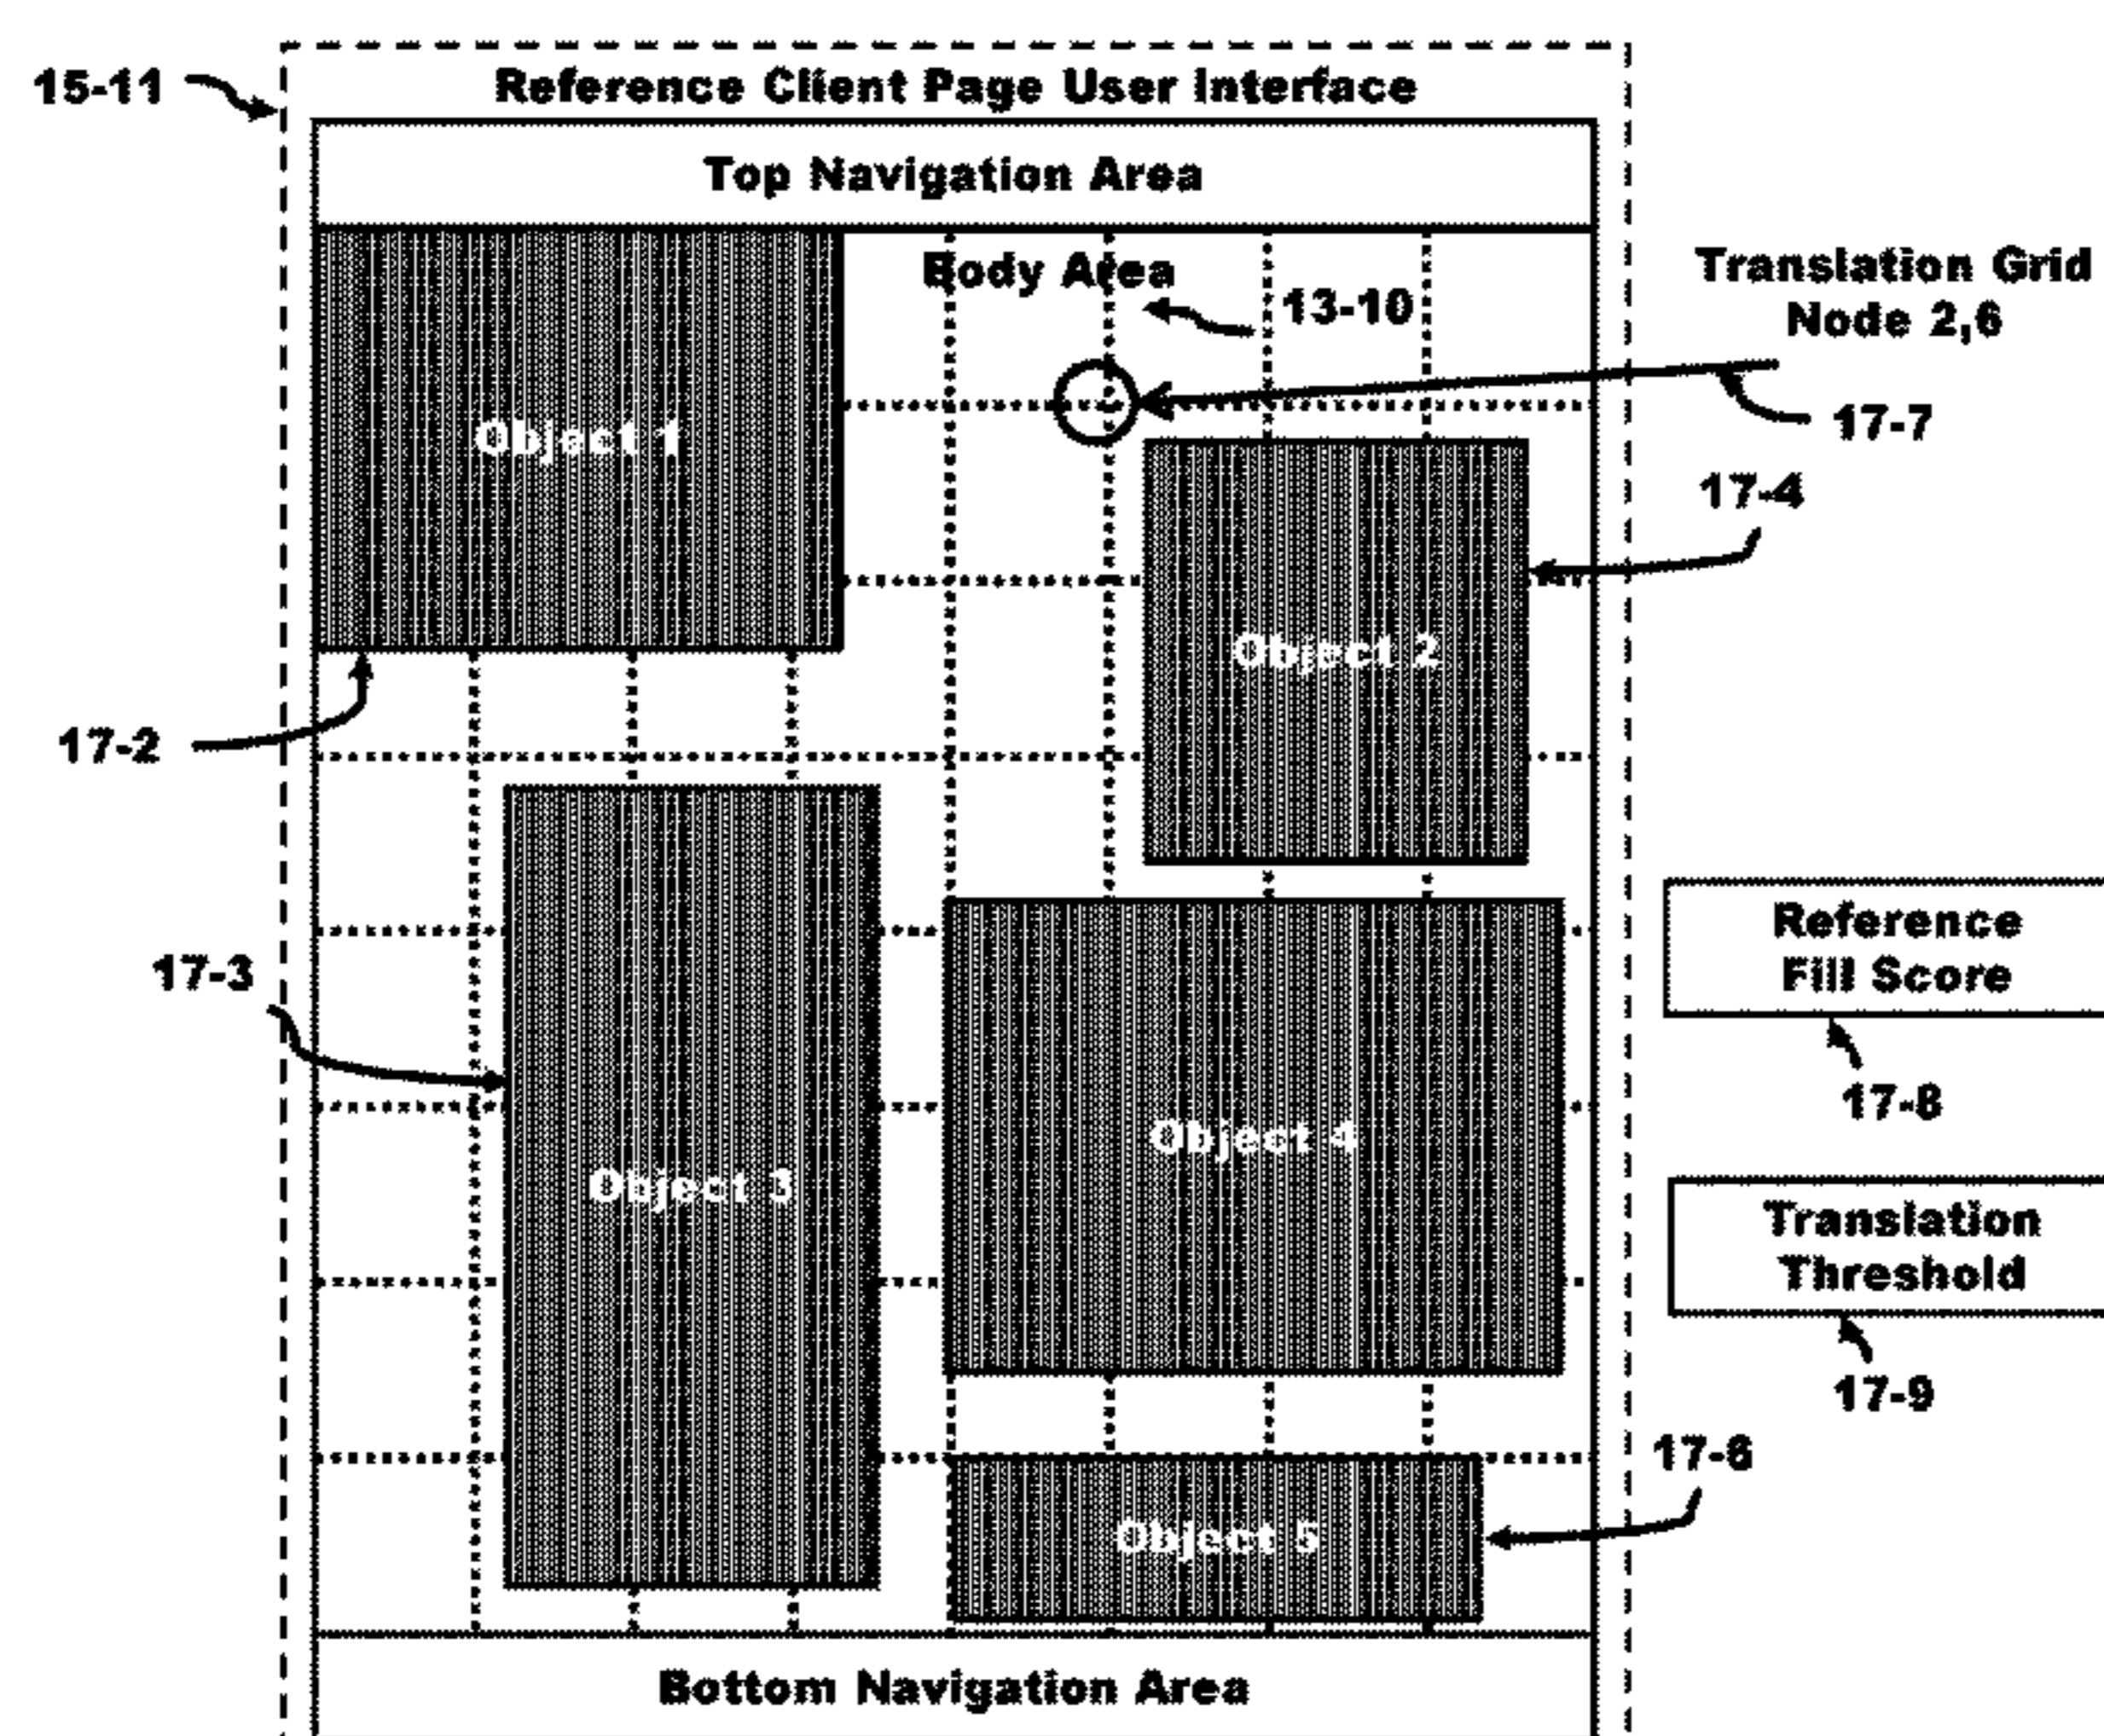 15-11
Reference Client Page User Interface
Top Navigation Area
Body Area
13-10
Translation Grid
Node 2,6
17-7
Object 1
17-4
Object 2
17-2
Reference
Fill Score
17-3
17-8
Object 4
Object 3
Translation
Threshold
17-9
17-6
Object 5
Bottom Navigation Area